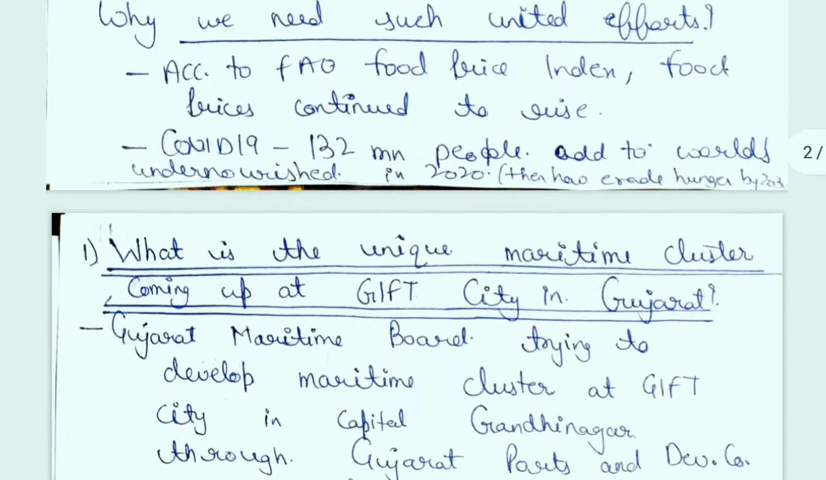 Why we need such united efforts?
- Acc. to FAO food price Index, food
prices continued to rise.
- COVID19 - 132 mn people add to worlds
undernourished. in 2020. (then how erade hunger by
2/
1) What is the unique maritime cluster
Coming up at GIFT City in Gujarat?
- Gujarat Maritime Board trying to
develop maritime cluster at GIFT
City in Capital Gandhinagar
through. Gujarat Ports and Dev. Co.